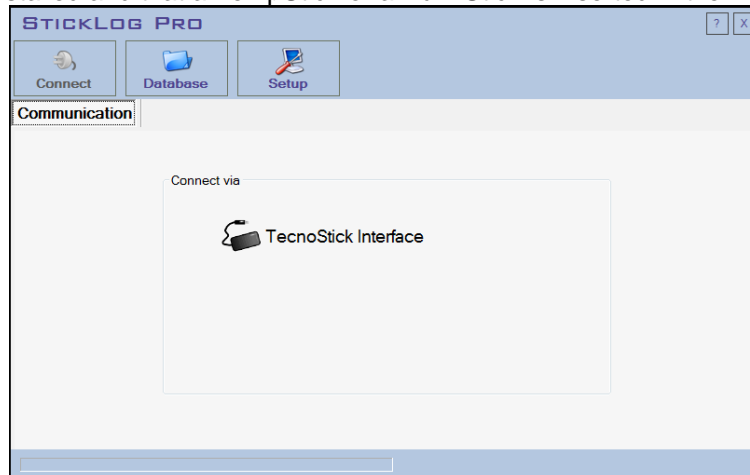 STICKLOG PRO
? X
Connect Database Setup
Communication
Connect via
TecnoStick Interface